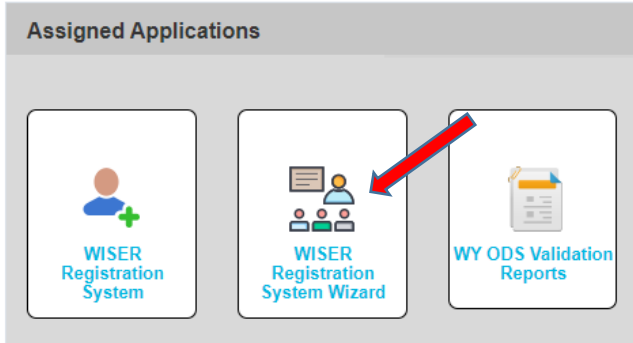 Assigned Applications
WISER
Registration
System
WISER
Registration
System Wizard
WY ODS Validation
Reports